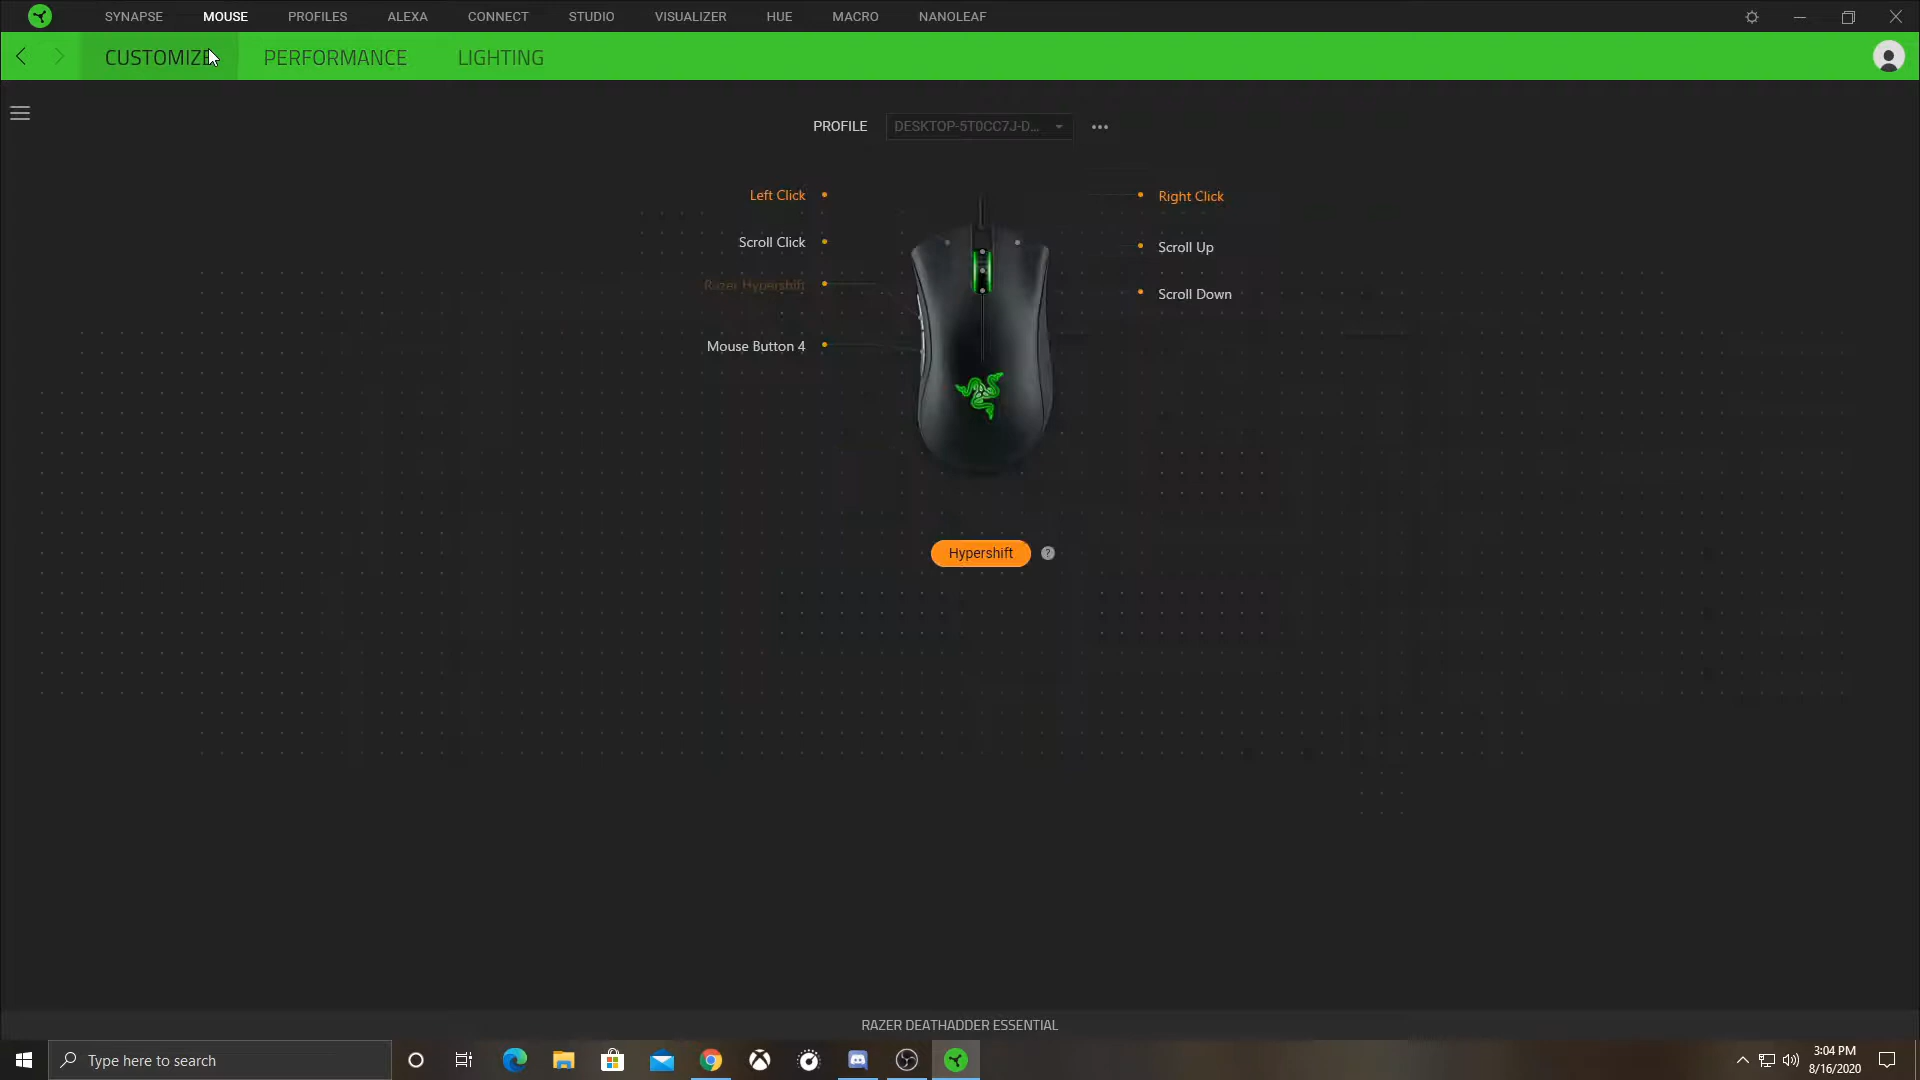 SYNAPSE MOUSE PROFILES ALEXA CONNECT STUDIO VISUALIZER HUE MACRO NANOLEAF
CUSTOMIZE PERFORMANCE LIGHTING
PROFILE DESKTOP-5T0CC7J-D...
Left Click
Right Click
Scroll Click
Scroll Up
Razer Hypershift
Scroll Down
Mouse Button 4
Hypershift ?
RAZER DEATHADDER ESSENTIAL
Type here to search
3:04 PM
8/16/2020